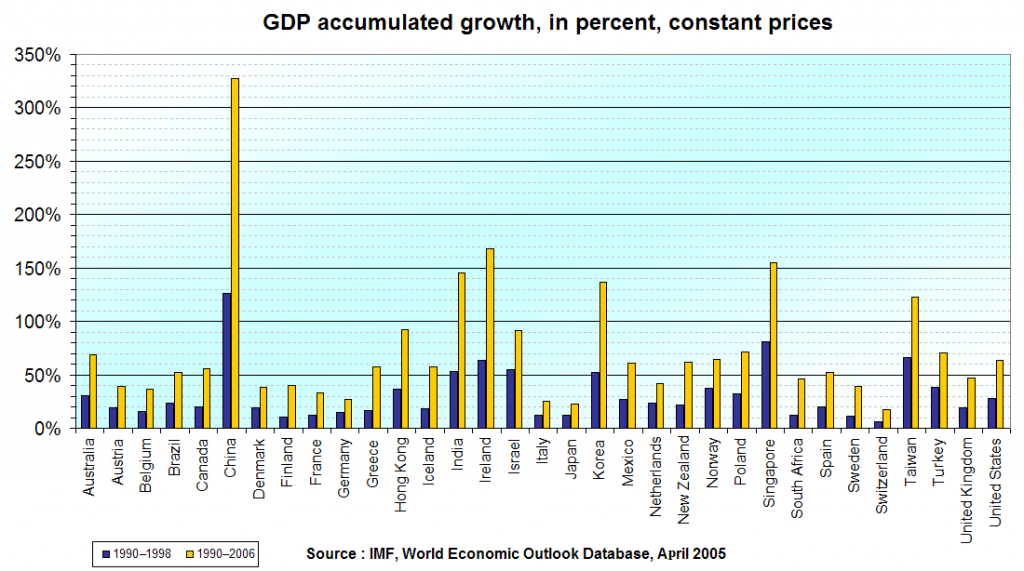 GDP accumulated growth, in percent, constant prices
350%
300%
250%
200%
150%
100%
50%
0%
Australia
Austria
Belgium
Brazil
Canada
China
Denmark
Finland
France
Germany
Greece
Hong Kong
Iceland
India
Ireland
Israel
Italy
Japan
Korea
Mexico
Netherlands
New Zealand
Norway
Poland
Singapore
South Africa
Spain
Sweden
Switzerland
Taiwan
Turkey
United Kingdom
United States
1990–1998 1990–2006
Source : IMF, World Economic Outlook Database, April 2005